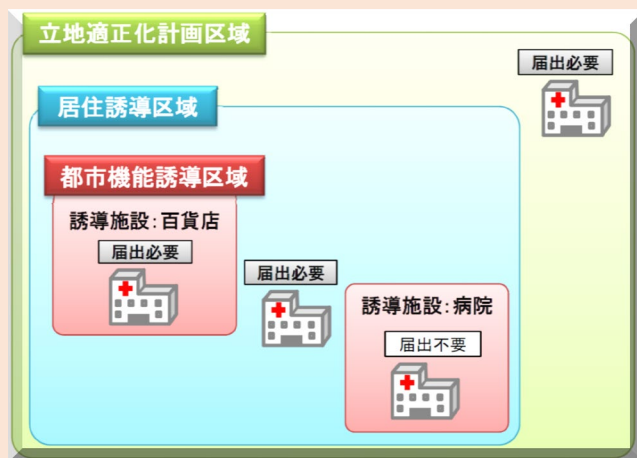 立地適正化計画区域
届出必要
居住誘導区域
都市機能誘導区域
誘導施設:百貨店
届出必要
届出必要
誘導施設:病院
届出不要